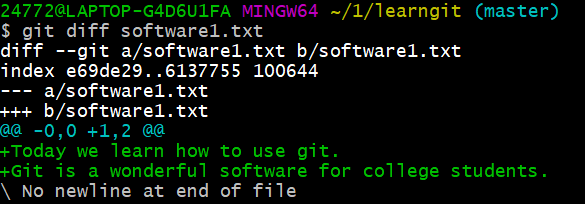 24772@LAPTOP-G4D6U1FA MINGW64 ~/1/learngit (master)
$ git diff software1.txt
diff --git a/software1.txt b/software1.txt
index e69de29..6137755 100644
--- a/software1.txt
+++ b/software1.txt
@@ -0,0 +1,2 @@
+Today we learn how to use git.
+Git is a wonderful software for college students.
\ No newline at end of file